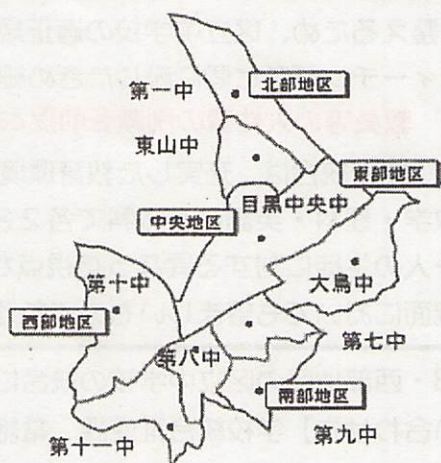 第一中
北部地区
東山中
東部地区
目黒中央中
中央地区
大鳥中
第十中
西部地区
第七中
第八中
南部地区
第十一中
第九中